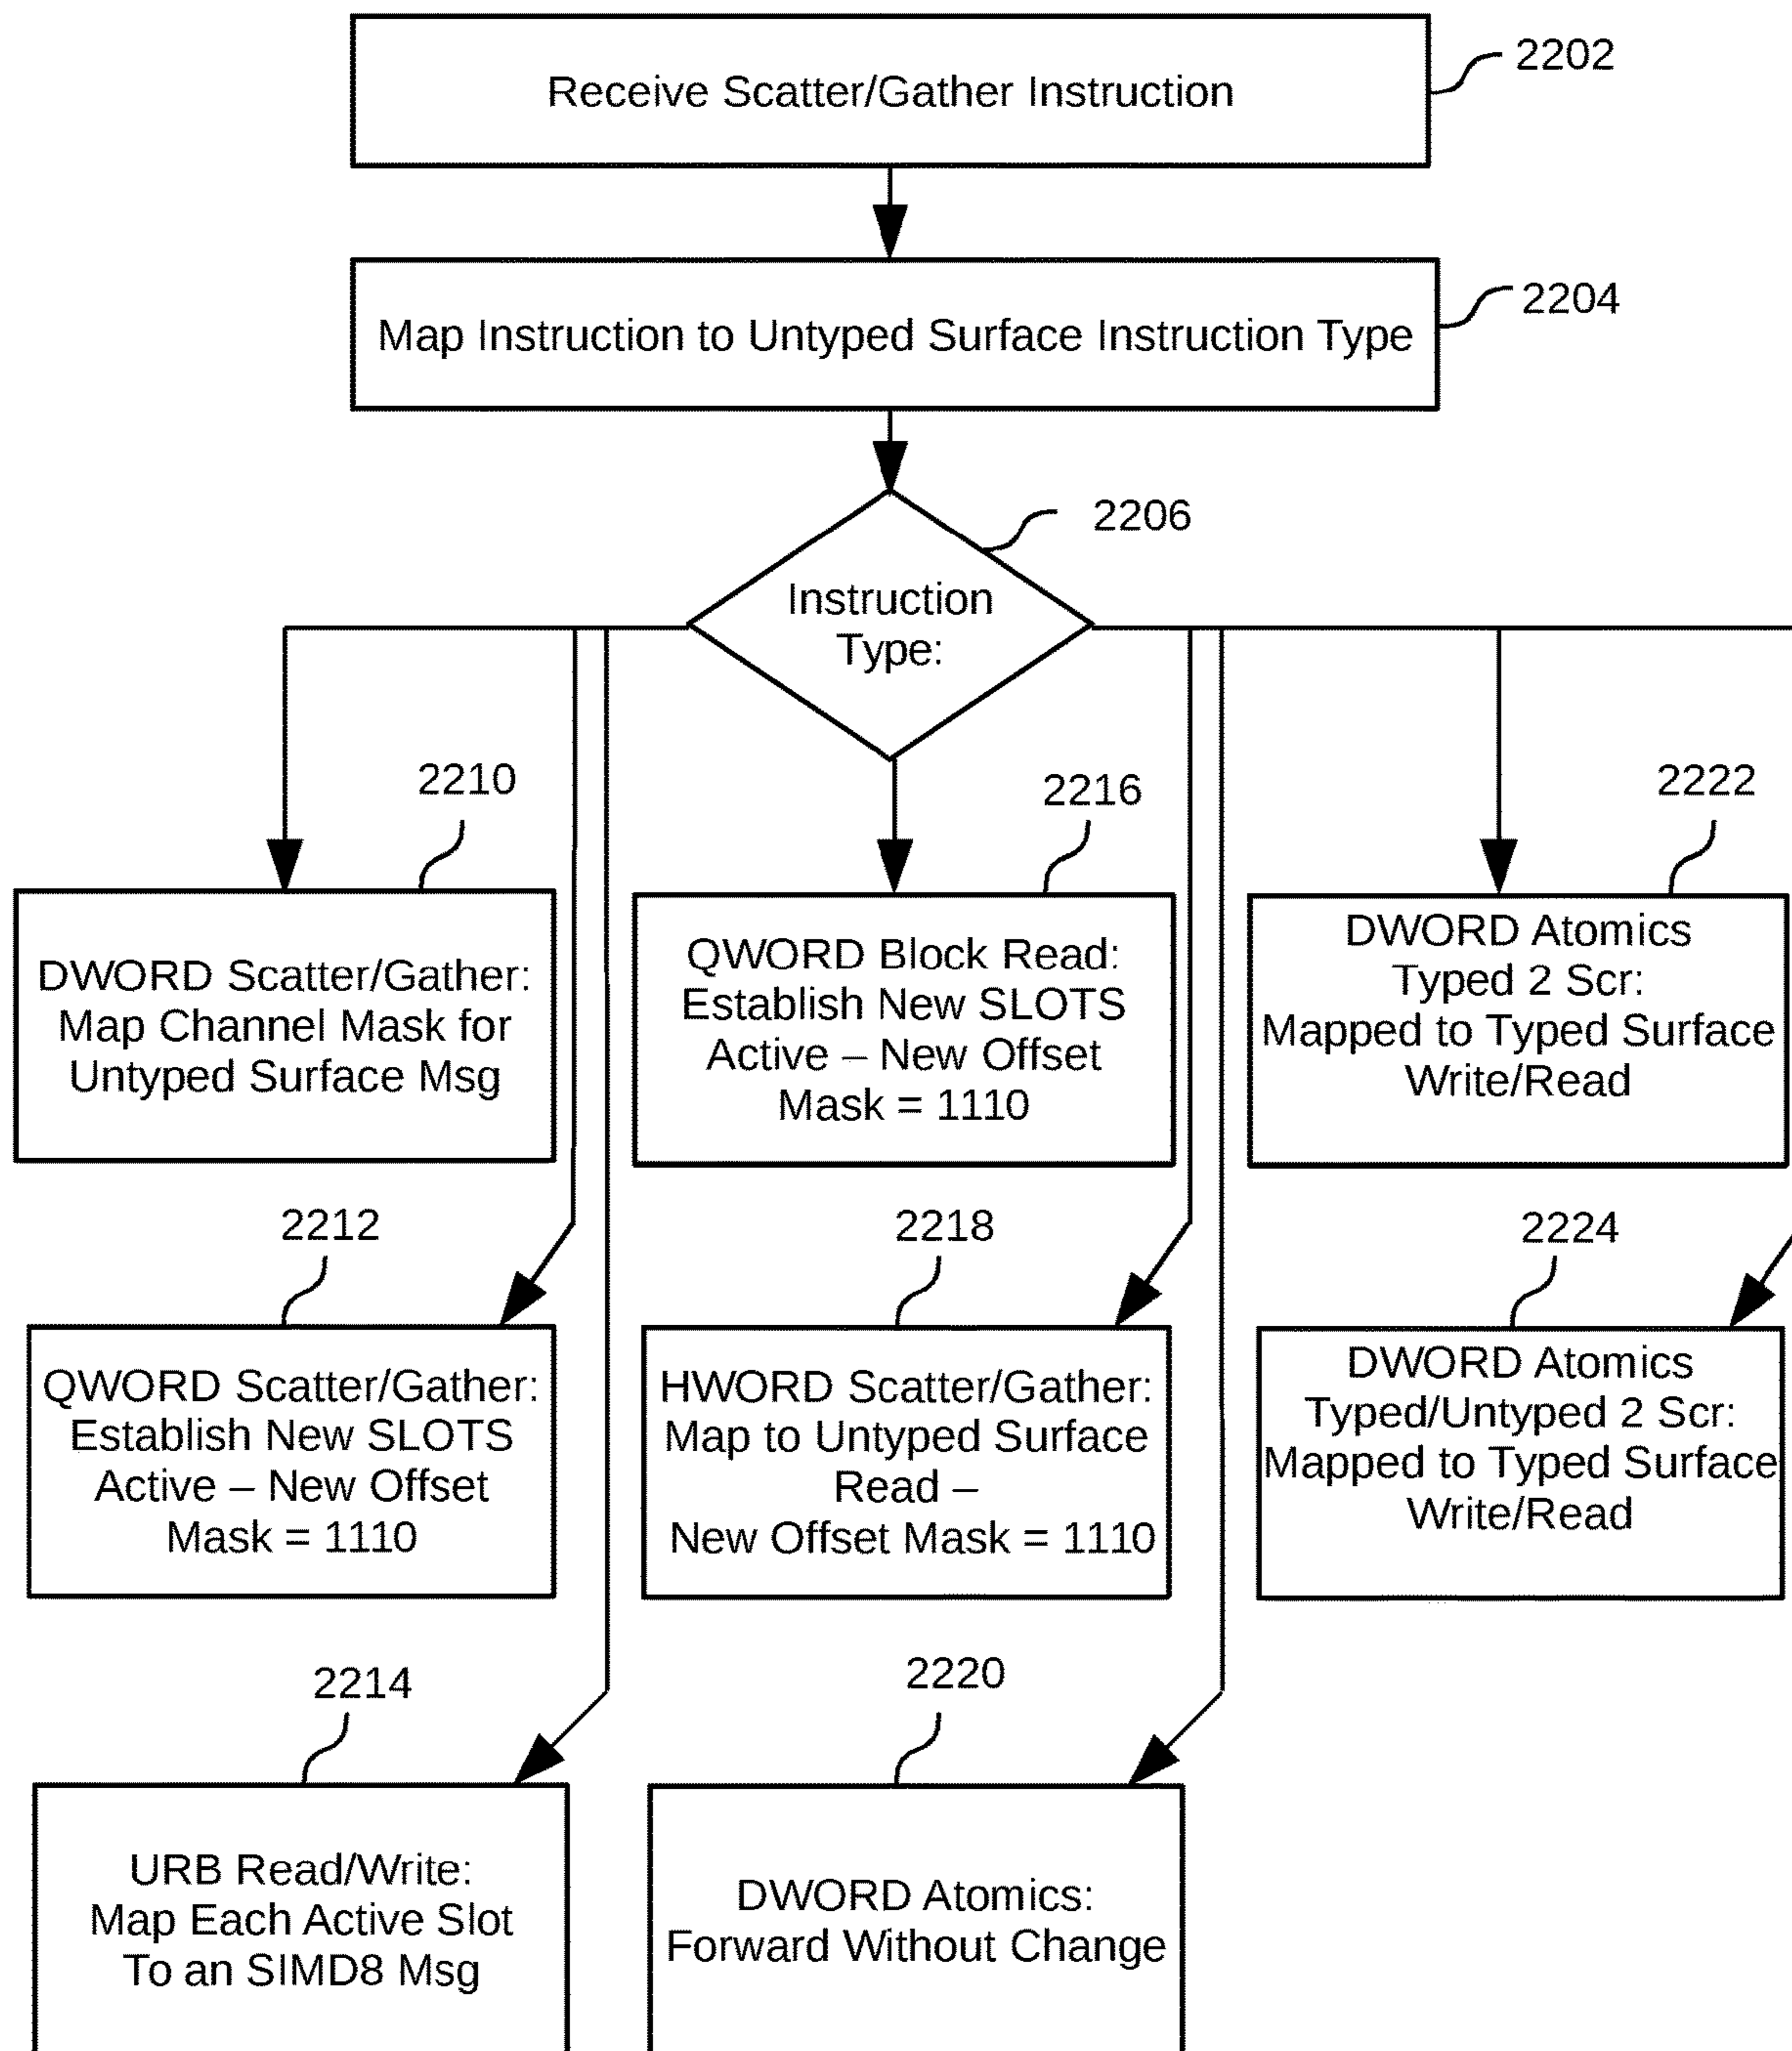 Receive Scatter/Gather Instruction
2202
Map Instruction to Untyped Surface Instruction Type
2204
2206
Instruction
Type:
2210
DWORD Scatter/Gather:
Map Channel Mask for
Untyped Surface Msg
2216
QWORD Block Read:
Establish New SLOTS
Active – New Offset
Mask = 1110
2222
DWORD Atomics
Typed 2 Scr:
Mapped to Typed Surface
Write/Read
2212
QWORD Scatter/Gather:
Establish New SLOTS
Active – New Offset
Mask = 1110
2218
HWORD Scatter/Gather:
Map to Untyped Surface
Read –
New Offset Mask = 1110
2224
DWORD Atomics
Typed/Untyped 2 Scr:
Mapped to Typed Surface
Write/Read
2214
URB Read/Write:
Map Each Active Slot
To an SIMD8 Msg
2220
DWORD Atomics:
Forward Without Change